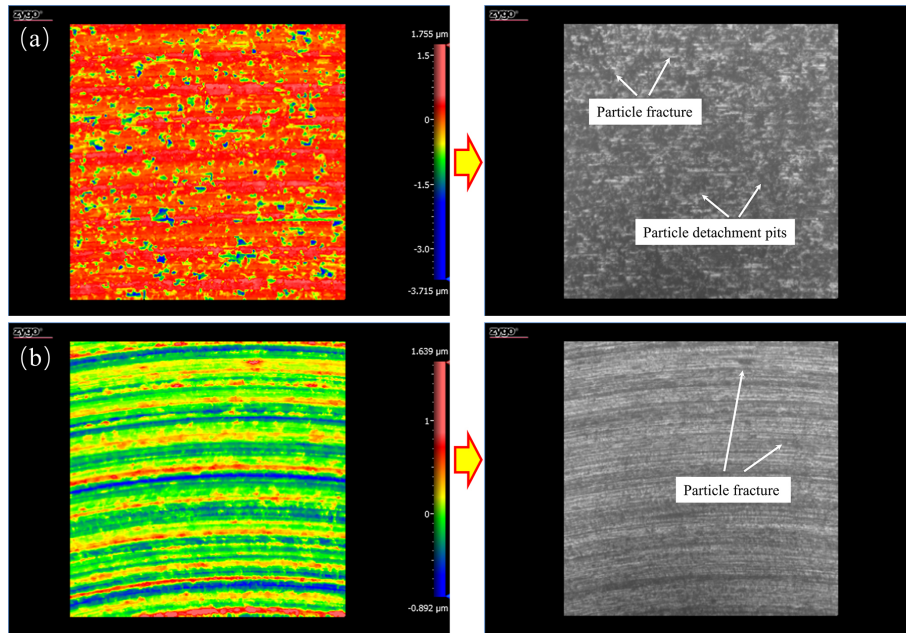 zygo
zygo
(a)
1.755 μm
1.5
0
-1.5
-3.0
-3.715 μm
Particle fracture
Particle detachment pits
zygo
zygo
(b)
1.639 μm
1
-0.892 μm
Particle fracture